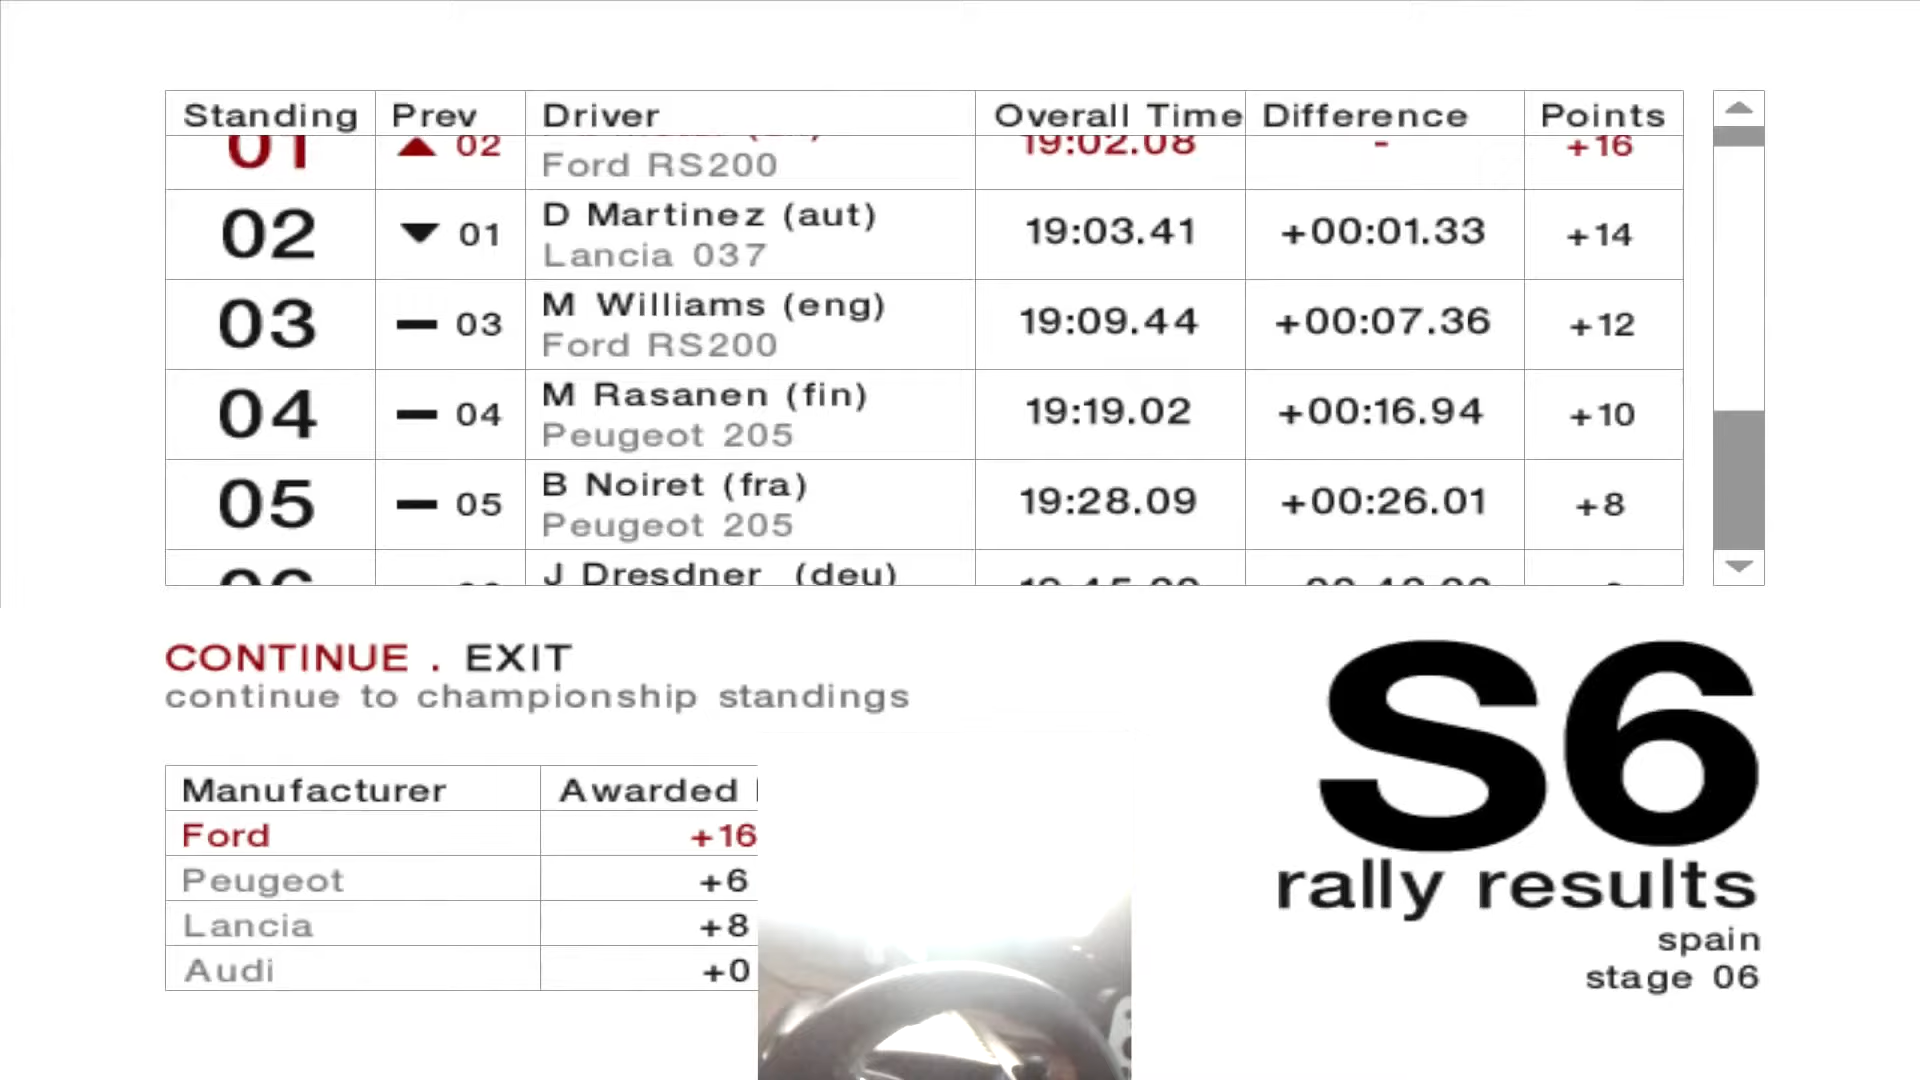 Standing Prev Driver Overall Time Difference Points
01 02 19:02.08 - +16
Ford RS200
02 01 D Martinez (aut) 19:03.41 +00:01.33 +14
Lancia 037
03 03 M Williams (eng) 19:09.44 +00:07.36 +12
Ford RS200
04 04 M Rasanen (fin) 19:19.02 +00:16.94 +10
Peugeot 205
05 05 B Noiret (fra) 19:28.09 +00:26.01 +8
Peugeot 205
J Dresdner (deu)
CONTINUE . EXIT
continue to championship standings
Manufacturer Awarded
Ford +16
Peugeot +6
Lancia +8
Audi +0
S6
rally results
spain
stage 06